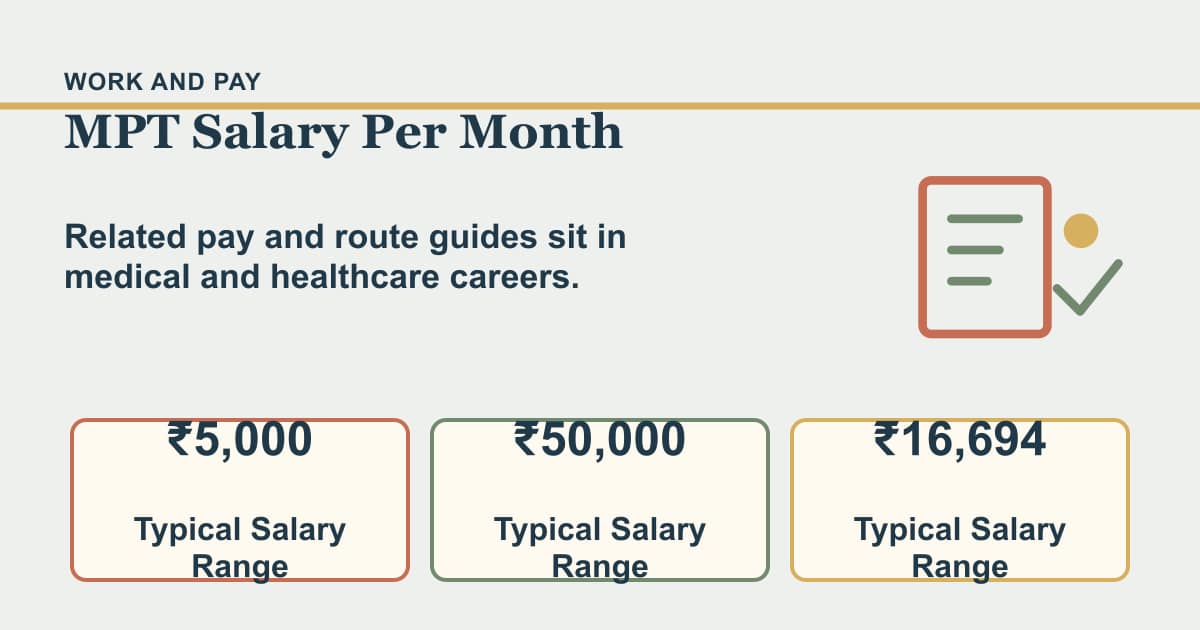 WORK AND PAY
MPT Salary Per Month
Related pay and route guides sit in
medical and healthcare careers.
₹5,000
Typical Salary
Range
₹50,000
Typical Salary
Range
₹16,694
Typical Salary
Range